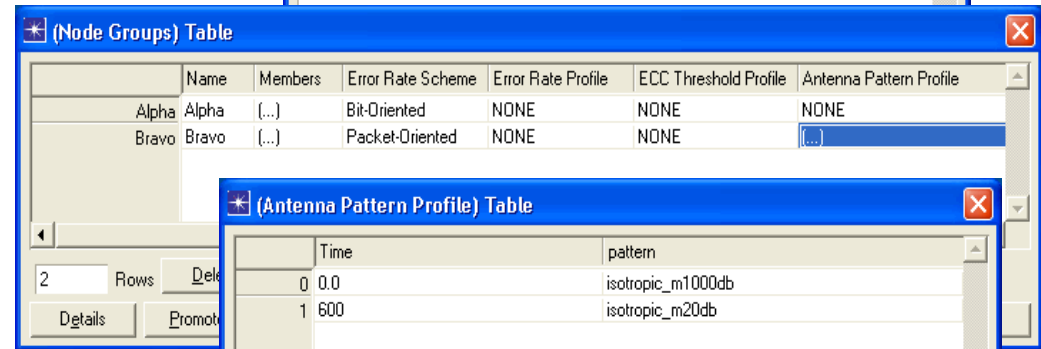 (Node Groups) Table
Name Members Error Rate Scheme Error Rate Profile ECC Threshold Profile Antenna Pattern Profile
Alpha Alpha (...) Bit-Oriented NONE NONE NONE
Bravo Bravo (...) Packet-Oriented NONE NONE (...)
(Antenna Pattern Profile) Table
Time pattern
0 0.0 isotropic_m1000db
1 600 isotropic_m20db
2 Rows Dele
Details Promot